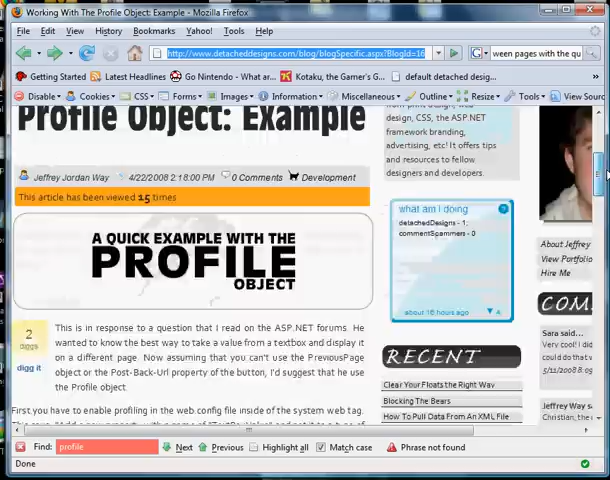 Working With The Profile Object: Example - Mozilla Firefox
File Edit View History Bookmarks Yahoo! Tools Help
http://www.detacheddesigns.com/blog/blogSpecific.aspx?BlogId=16
ween pages with the qu
Getting Started Latest Headlines Go Nintendo - What ar... Kotaku, the Gamer's G... default detached desig...
Disable Cookies CSS Forms Images Information Miscellaneous Outline Resize Tools View Sourc
Profile Object: Example
Jeffrey Jordan Way 4/22/2008 2:18:00 PM 0 Comments Development
This article has been viewed 15 times
A QUICK EXAMPLE WITH THE
PROFILE
OBJECT
2
diggs
digg it
This is in response to a question that I read on the ASP.NET forums. He
wanted to know the best way to take a value from a textbox and display it
on a different page. Now assuming that you can't use the PreviousPage
object or the Post-Back-Url property of the button, I'd suggest that he use
the Profile object.
First you have to enable profiling in the web config file inside of the system web tag.
design, CSS, the ASP.NET
framework branding,
advertising, etc! It offers tips
and resources to fellow
designers and developers.
what am i doing
?
detachedDesigns - 1;
commentSpammers - 0
about 16 hours ago
RECENT
Clear Your Floats the Right Way
Blocking The Bears
How To Pull Data From An XML File
About Jeffrey
View Portfolio
Hire Me
COM
Sara said...
Very cool! I d
could do that v
5/11/2008 8:09
Jeffrey Way s
Find: profile Next Previous Highlight all Match case Phrase not found
Done